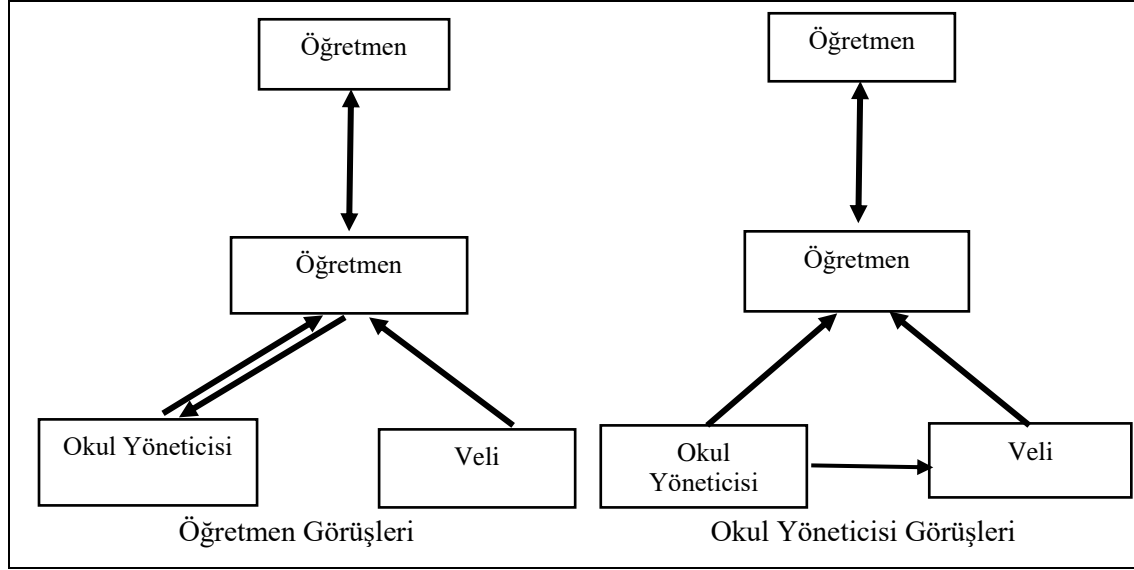 Öğretmen
Öğretmen
Okul Yöneticisi
Veli
Öğretmen Görüşleri
Öğretmen
Öğretmen
Okul
Yöneticisi
Veli
Okul Yöneticisi Görüşleri